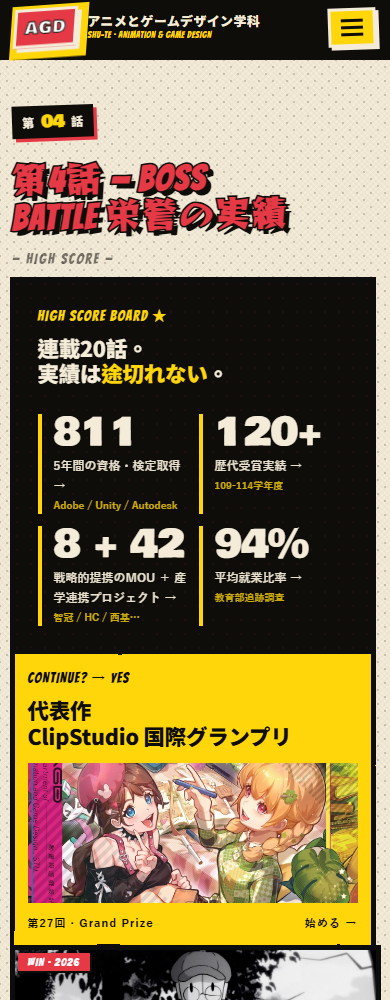 AGD
アニメとゲームデザイン学科
SHU-TE · ANIMATION & GAME DESIGN
第 04 話
第4話 – BOSS
BATTLE 栄誉の実績
– HIGH SCORE –
HIGH SCORE BOARD ★
連載20話。
実績は途切れない。
811
5年間の資格・検定取得
→
Adobe / Unity / Autodesk
120+
歴代受賞実績 →
109-114学年度
8 + 42
戦略的提携のMOU + 産
学連携プロジェクト →
智冠 / HC / 西基…
94%
平均就業比率 →
教育部追跡調査
CONTINUE? → YES
代表作
ClipStudio 国際グランプリ
第27回 · Grand Prize
始める →
WIN · 2026